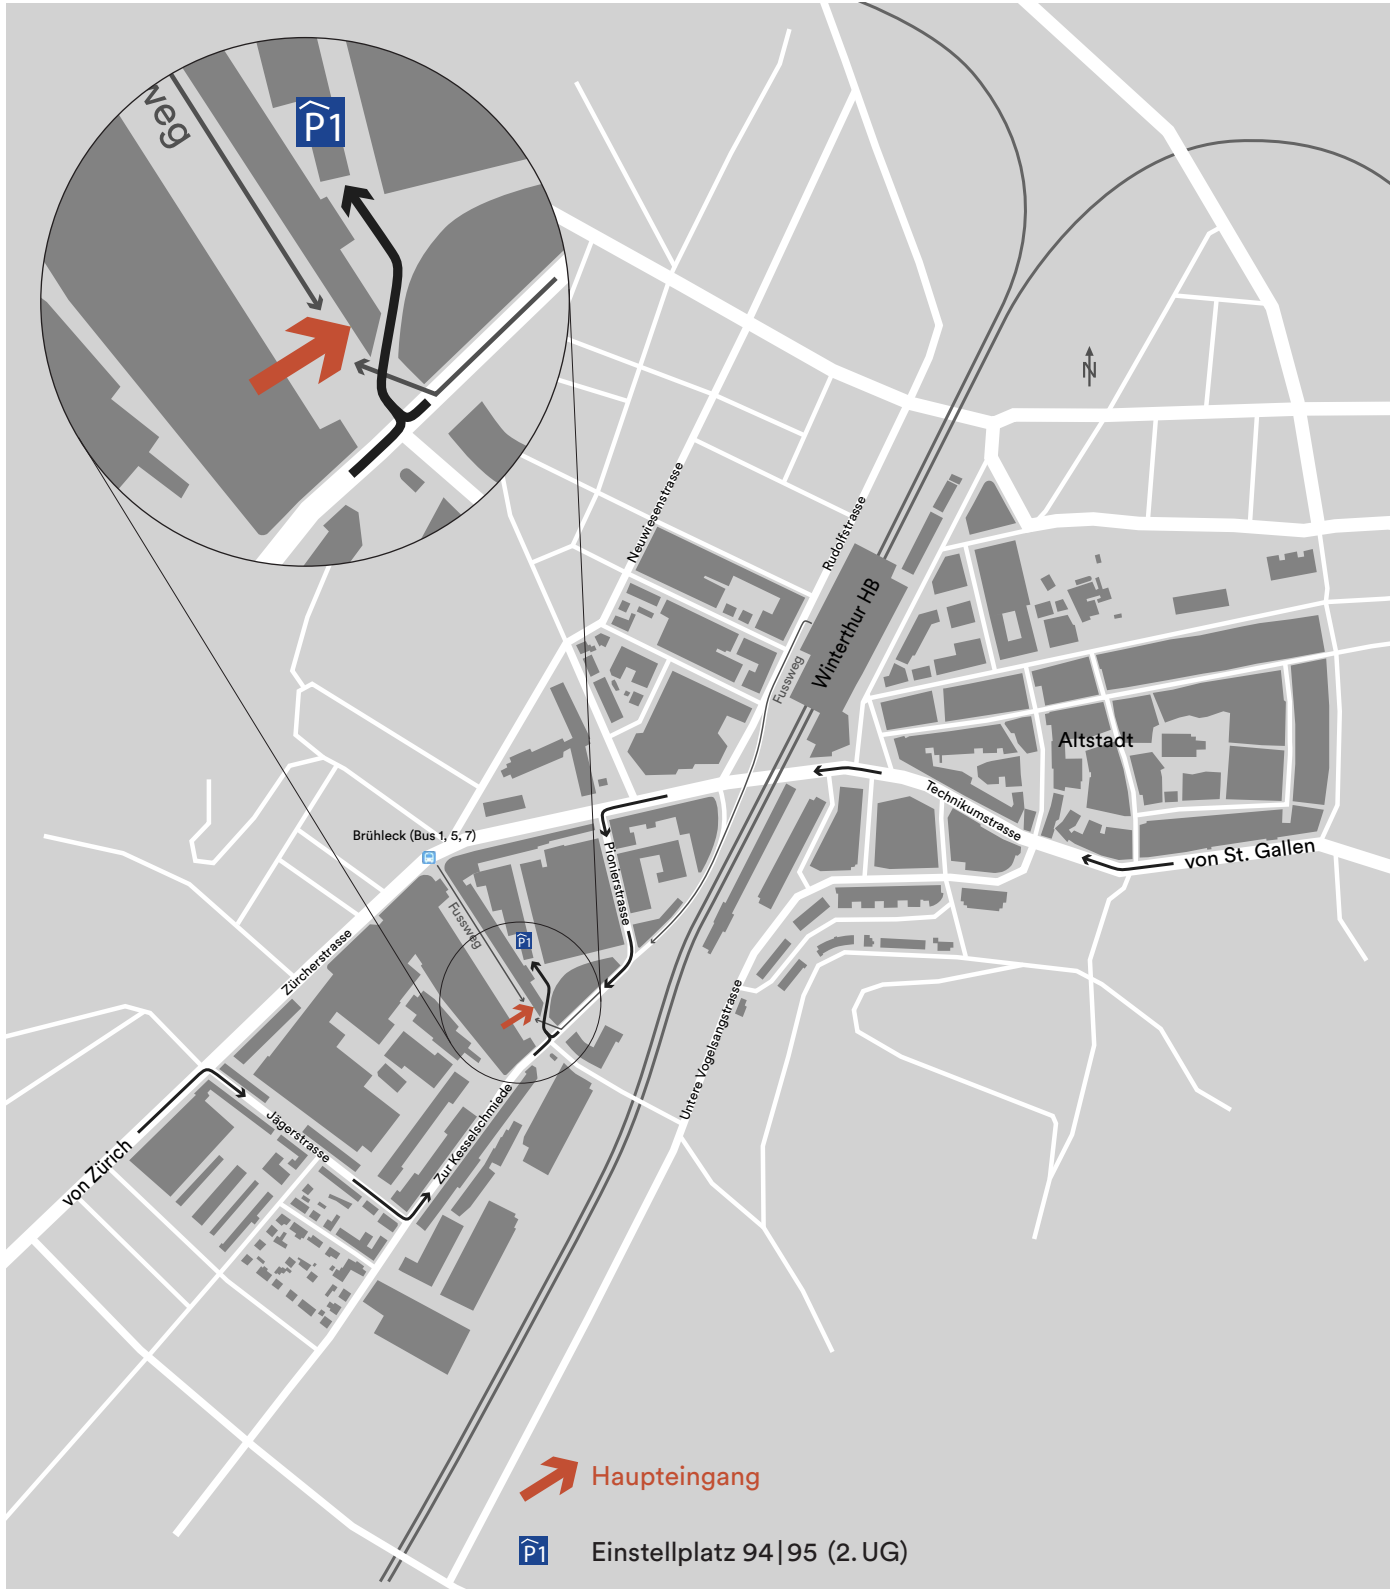 weg
P1
N
Neuwiesenstrasse
Rudolfstrasse
Winterthur HB
Fussweg
Altstadt
Technikumstrasse
von St. Gallen
Brühleck (Bus 1, 5, 7)
Pionierstrasse
Fussweg
P1
Zürcherstrasse
Untere Vogelsangstrasse
Zur Kesselschmiede
Jägerstrasse
von Zürich
Haupteingang
P1 Einstellplatz 94|95 (2. UG)